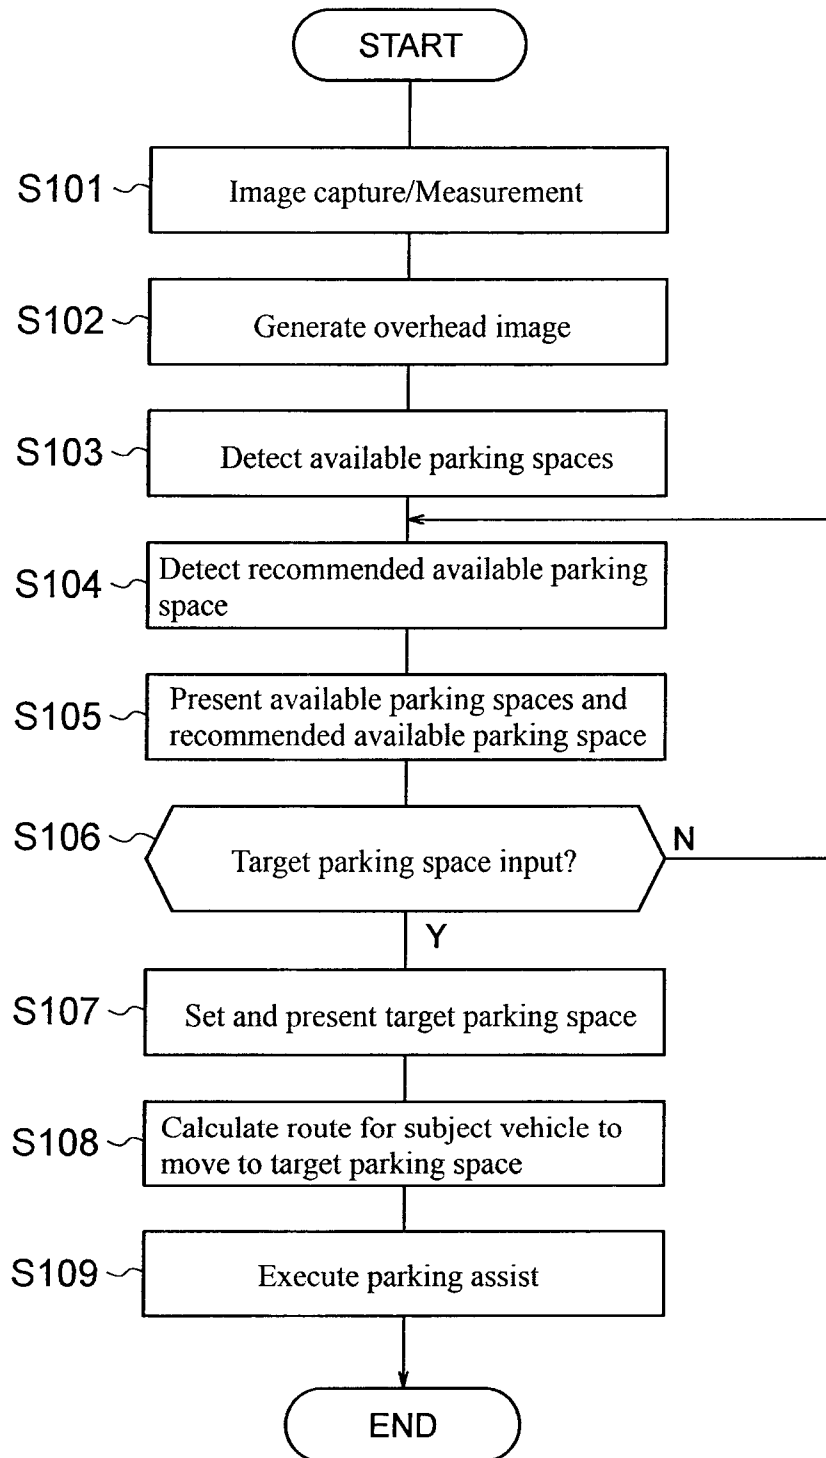 START
S101
Image capture/Measurement
S102
Generate overhead image
S103
Detect available parking spaces
S104
Detect recommended available parking
space
S105
Present available parking spaces and
recommended available parking space
S106
Target parking space input?
N
Y
S107
Set and present target parking space
S108
Calculate route for subject vehicle to
move to target parking space
S109
Execute parking assist
END